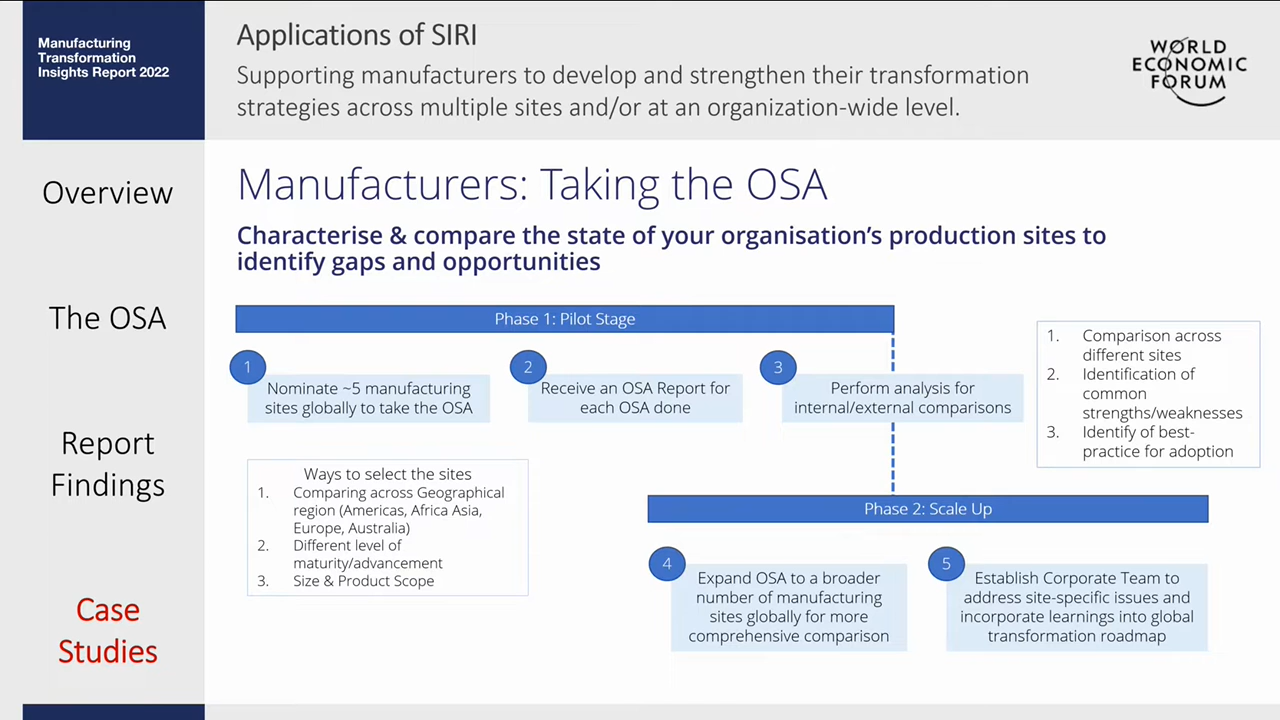 Manufacturing
Transformation
Insights Report 2022
Applications of SIRI
Supporting manufacturers to develop and strengthen their transformation
strategies across multiple sites and/or at an organization-wide level.
WORLD
ECONOMIC
FORUM
Overview
The OSA
Report
Findings
Case
Studies
Manufacturers: Taking the OSA
Characterise & compare the state of your organisation's production sites to
identify gaps and opportunities
Phase 1: Pilot Stage
1
Nominate ~5 manufacturing
sites globally to take the OSA
2
Receive an OSA Report for
each OSA done
3
Perform analysis for
internal/external comparisons
1. Comparison across
different sites
2. Identification of
common
strengths/weaknesses
3. Identify of best-
practice for adoption
Ways to select the sites
1. Comparing across Geographical
region (Americas, Africa Asia,
Europe, Australia)
2. Different level of
maturity/advancement
3. Size & Product Scope
Phase 2: Scale Up
4
Expand OSA to a broader
number of manufacturing
sites globally for more
comprehensive comparison
5
Establish Corporate Team to
address site-specific issues and
incorporate learnings into global
transformation roadmap